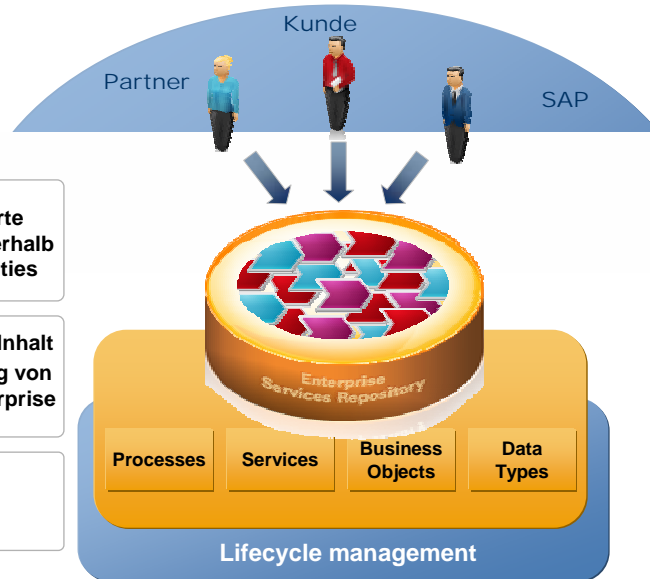 Kunde
Partner
SAP
rte
erhalb
ties
Inhalt
g von
rprise
Enterprise
Services Repository
Processes
Services
Business
Objects
Data
Types
Lifecycle management